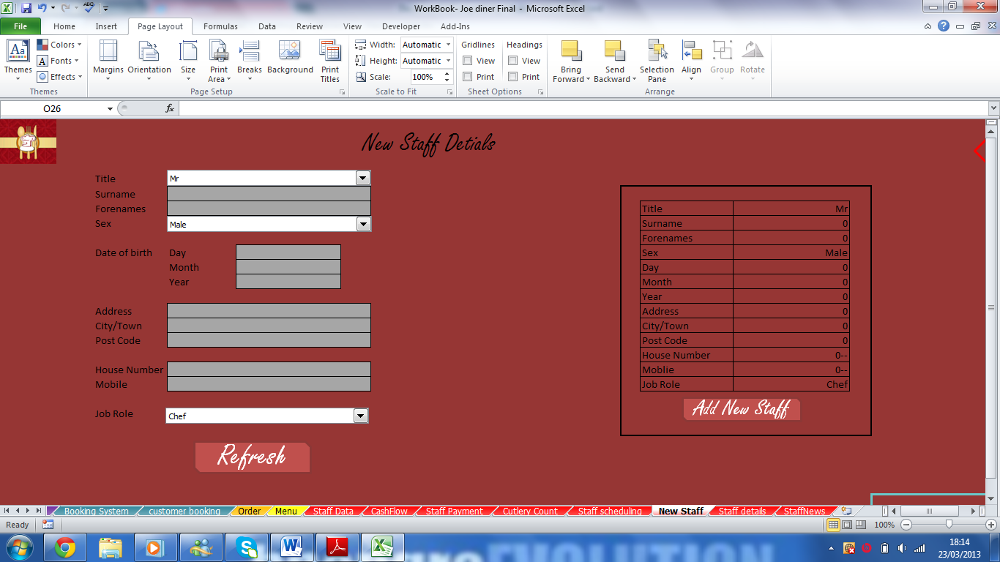 WorkBook- Joe diner Final - Microsoft Excel
File Home Insert Page Layout Formulas Data Review View Developer Add-Ins
Themes
Colors
Fonts
Effects
Themes
Margins
Orientation
Size
Print Area
Breaks
Background
Print Titles
Page Setup
Width: Automatic
Height: Automatic
Scale: 100%
Scale to Fit
Gridlines
View
Print
Headings
View
Print
Sheet Options
Bring Forward
Send Backward
Selection Pane
Align
Group
Rotate
Arrange
O26
fx
New Staff Detials
Title Mr
Surname
Forenames
Sex Male
Date of birth Day
Month
Year
Address
City/Town
Post Code
House Number
Mobile
Job Role Chef
Refresh
Title Mr
Surname 0
Forenames 0
Sex Male
Day 0
Month 0
Year 0
Address 0
City/Town 0
Post Code 0
House Number 0--
Moblie 0--
Job Role Chef
Add New Staff
Booking System customer booking Order Menu Staff Data CashFlow Staff Payment Cutlery Count Staff scheduling New Staff Staff details StaffNews
Ready
100%
EVOLUTION
18:14
23/03/2013